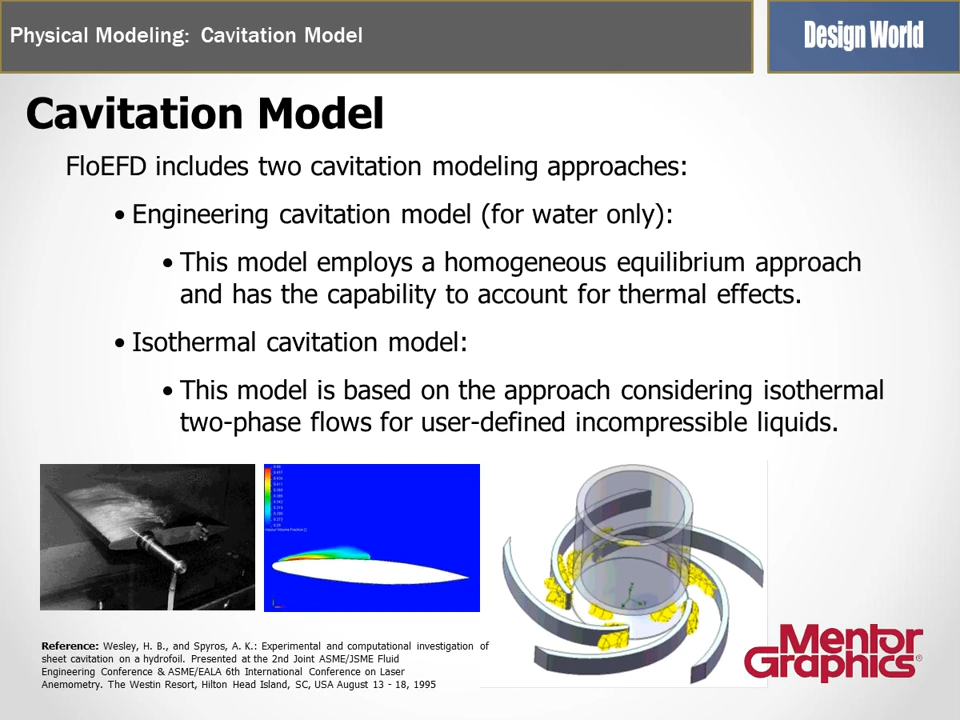 Physical Modeling: Cavitation Model
Design World
Cavitation Model
FloEFD includes two cavitation modeling approaches:
• Engineering cavitation model (for water only):
• This model employs a homogeneous equilibrium approach
and has the capability to account for thermal effects.
• Isothermal cavitation model:
• This model is based on the approach considering isothermal
two-phase flows for user-defined incompressible liquids.
Reference: Wesley, H. B., and Spyros, A. K.: Experimental and computational investigation of
sheet cavitation on a hydrofoil. Presented at the 2nd Joint ASME/JSME Fluid
Engineering Conference & ASME/EALA 6th International Conference on Laser
Anemometry. The Westin Resort, Hilton Head Island, SC, USA August 13 - 18, 1995
Mentor
Graphics®